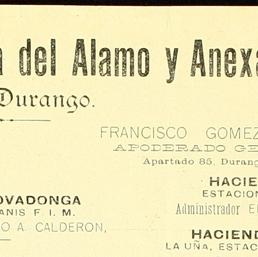 del Alamo y Anexa
Durango.
FRANCISCO GOMEZ
APODERADO GE
Apartado 85. Durang
HACIE
ESTACION
OVADONGA
ANIS F. I. M.
Administrador E
O A. CALDERON,
HACIEND
LA UÑA, ESTAC